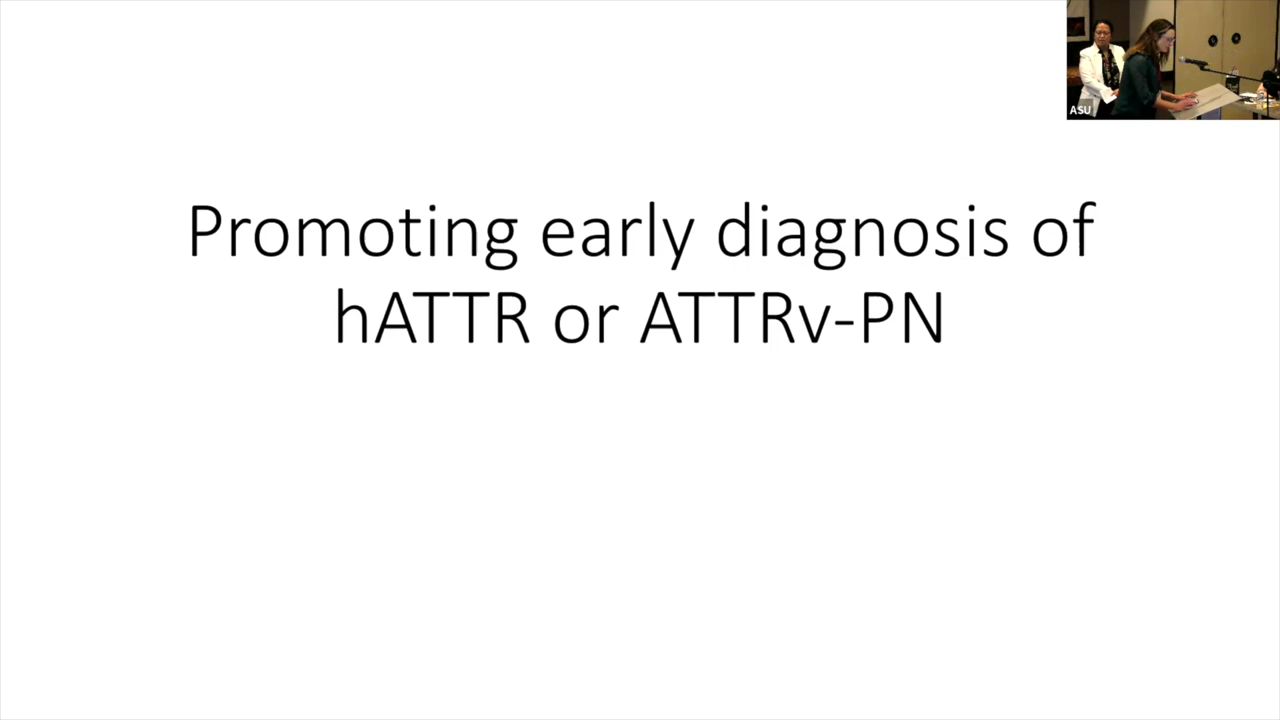 ASU
Promoting early diagnosis of
hATTR or ATTRv-PN